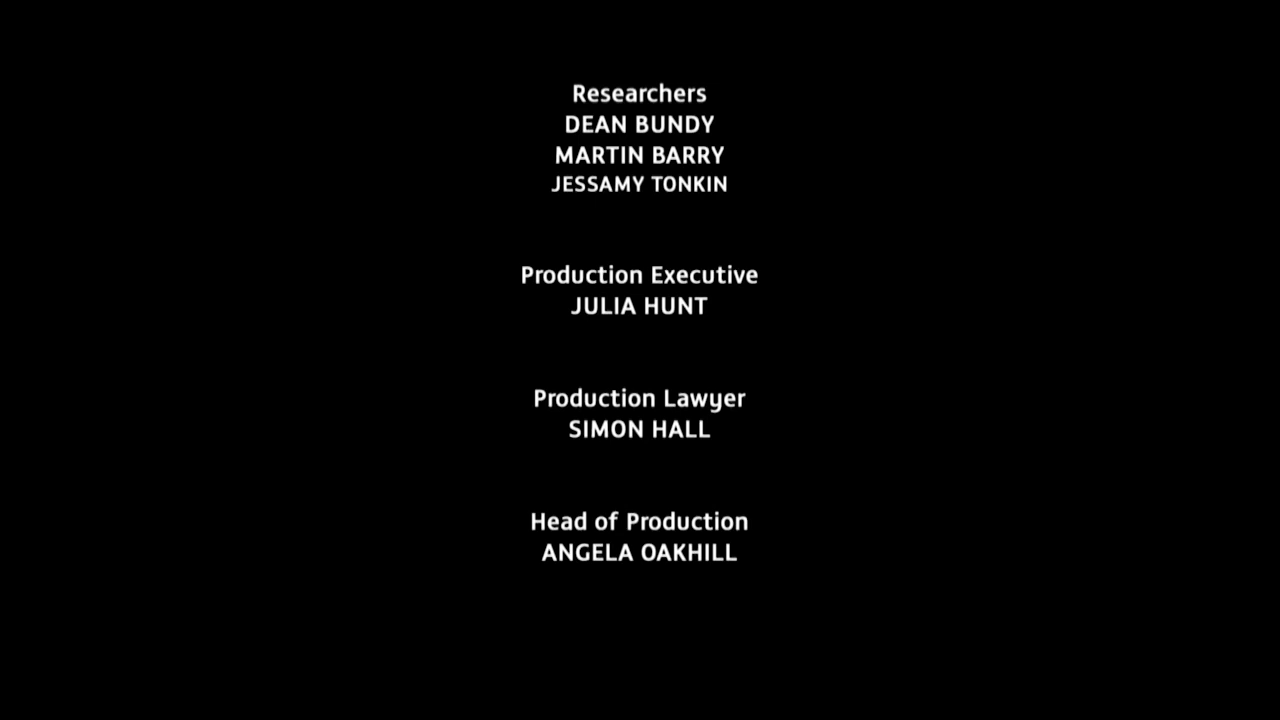 Researchers
DEAN BUNDY
MARTIN BARRY
JESSAMY TONKIN
Production Executive
JULIA HUNT
Production Lawyer
SIMON HALL
Head of Production
ANGELA OAKHILL